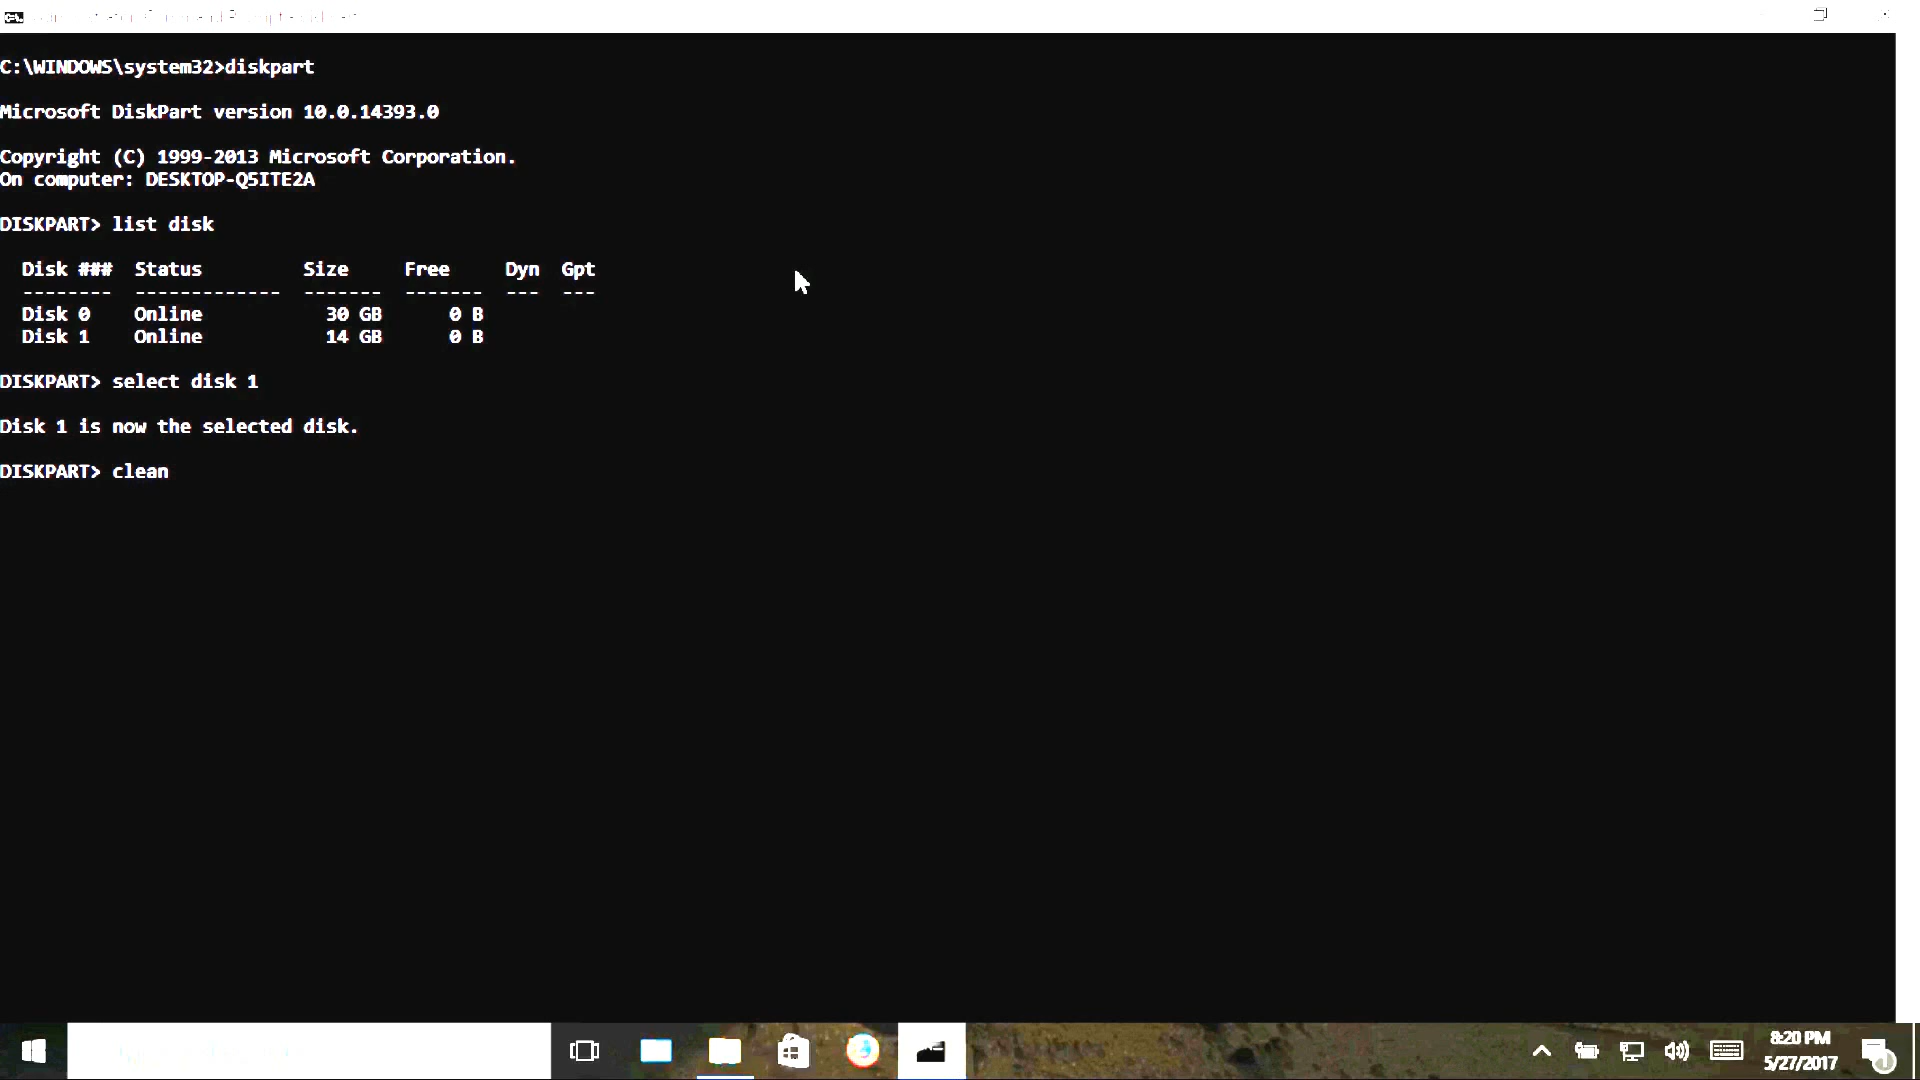 C:\WINDOWS\system32>diskpart
Microsoft DiskPart version 10.0.14393.0
Copyright (C) 1999-2013 Microsoft Corporation.
On computer: DESKTOP-Q5ITE2A
DISKPART> list disk
Disk ### Status Size Free Dyn Gpt
-------- ------------- ------- ------- --- ---
Disk 0 Online 30 GB 0 B
Disk 1 Online 14 GB 0 B
DISKPART> select disk 1
Disk 1 is now the selected disk.
DISKPART> clean
8:20 PM
5/27/2017
1